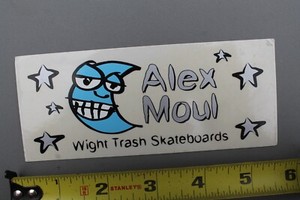 Alex
Moul
Wight Trash Skateboards
1 2 STANLEY® 3 4 5 6